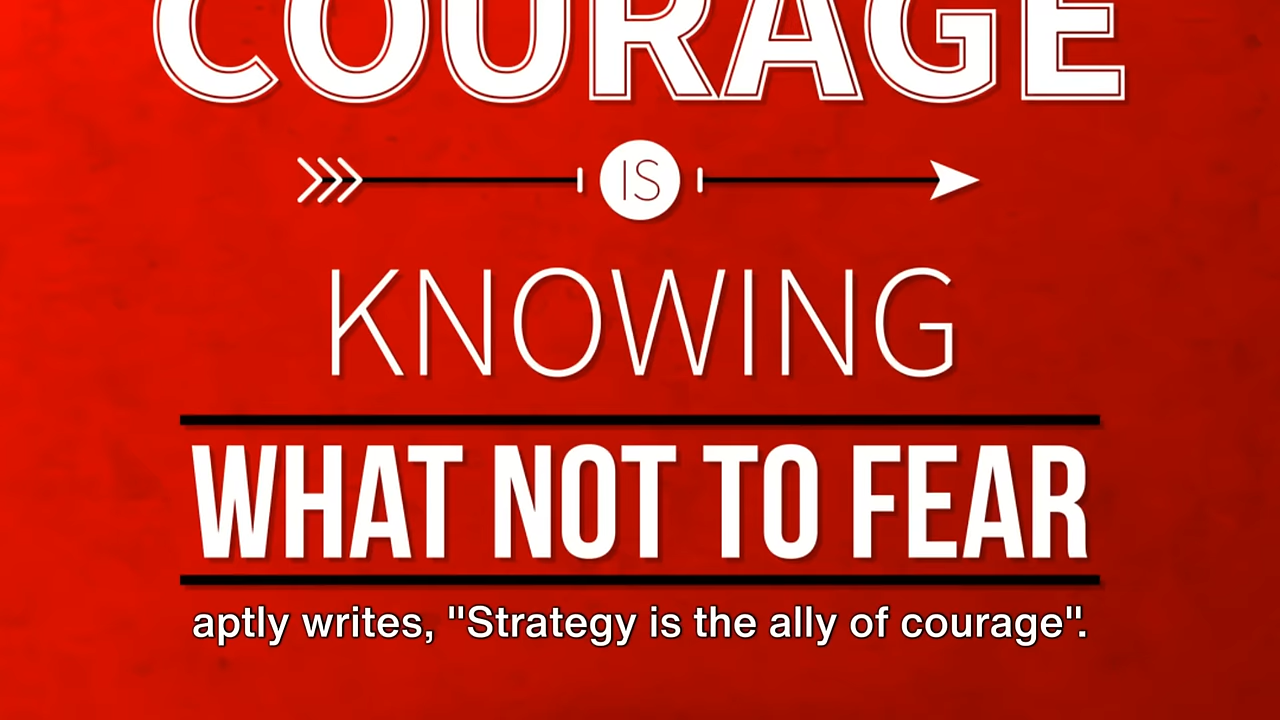 COURAGE
IS
KNOWING
WHAT NOT TO FEAR
aptly writes, "Strategy is the ally of courage".